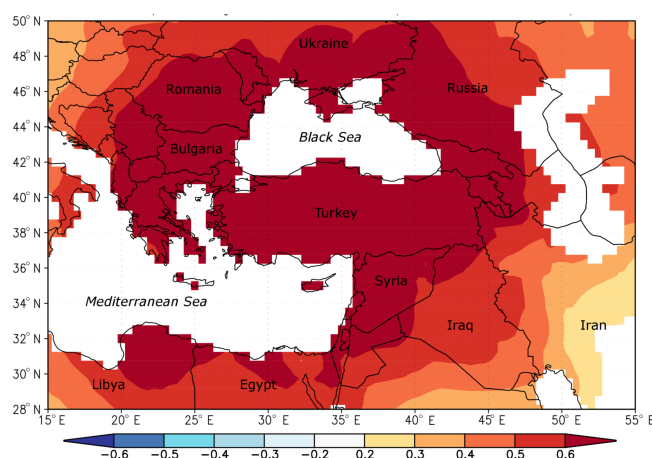 50° N
48° N
46° N
44° N
42° N
40° N
38° N
36° N
34° N
32° N
30° N
28° N
Ukraine
Romania
Russia
Black Sea
Bulgaria
Turkey
Syria
Mediterranean Sea
Iraq
Iran
Libya
Egypt
15° E 20° E 25° E 30° E 35° E 40° E 45° E 50° E 55° E
−0.6 −0.5 −0.4 −0.3 −0.2 0.2 0.3 0.4 0.5 0.6